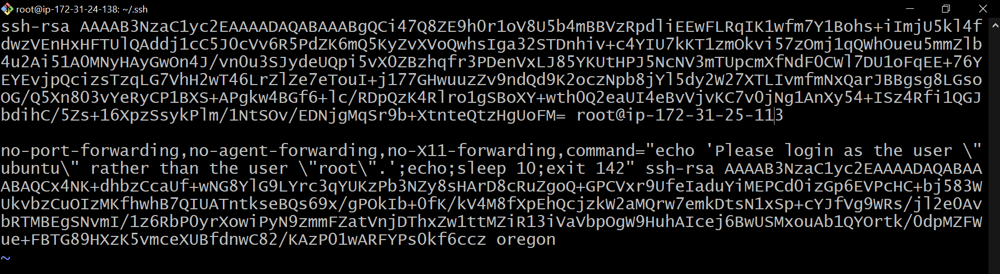 root@ip-172-31-24-138: ~/.ssh
ssh-rsa AAAAB3NzaC1yc2EAAAADAQABAAABgQCi47Q8ZE9h0r1oV8U5b4mBBVzRpdliEEwFLRqIK1wfm7Y1Bohs+iImjU5kl4f
dwzVEnHxHFTUlQAddj1cC5J0cVv6R5PdZK6mQ5KyZvXVoQwhsIga32STDnhiv+c4YIU7kKT1zmOkvi57zOmj1qQWhOueu5mmZlb
4u2Ai51A0MNyHAyGwOn4J/vn0u3SJydeUQpi5vX0ZBzhqfr3PDenVxLJ85YKUtHPJ5NcNV3mTUpcmXfNdF0CWl7DU1oFqEE+76Y
EYEvjpQcizsTzqLG7VhH2wT46LrZlZe7eTouI+j177GHwuuzZv9ndQd9K2oczNpb8jYl5dy2W27XTLIvmfmNxQarJBBgsg8LGso
OG/Q5Xn803vYeRyCP1BXS+APgkw4BGf6+lc/RDpQzK4Rlro1gSBoXY+wth0Q2eaUI4eBvVjvKC7v0jNg1AnXy54+ISz4Rfi1QGJ
bdihC/5Zs+16XpzSsykPlm/1NtSOv/EDNjgMqSr9b+XtnteQtzHgUoFM= root@ip-172-31-25-113
no-port-forwarding,no-agent-forwarding,no-X11-forwarding,command="echo 'Please login as the user \"
ubuntu\" rather than the user \"root\".';echo;sleep 10;exit 142" ssh-rsa AAAAB3NzaC1yc2EAAAADAQABAA
ABAQCx4NK+dhbzCcaUf+wNG8YlG9LYrc3qYUKzPb3NZy8sHArD8cRuZgoQ+GPCVxr9UfeIaduYiMEPCd0izGp6EVPcHC+bj583W
UkvbzCuOIzMKfhwhB7QIUATntkseBQs69x/gPOkIb+0fK/kV4M8fXpEhQcjzkW2aMQrw7emkDtsN1xSp+cYJfVg9WRs/jl2e0Av
bRTMBEgSNvmI/1z6RbP0yrXowiPyN9zmmFZatVnjDThxZw1ttMZiR13iVaVbpOgW9HuhAIcej6BwUSMxouAb1QYOrtk/0dpMZFW
ue+FBTG89HXzK5vmceXUBfdnwC82/KAzP01wARFYPs0kf6ccz oregon
~